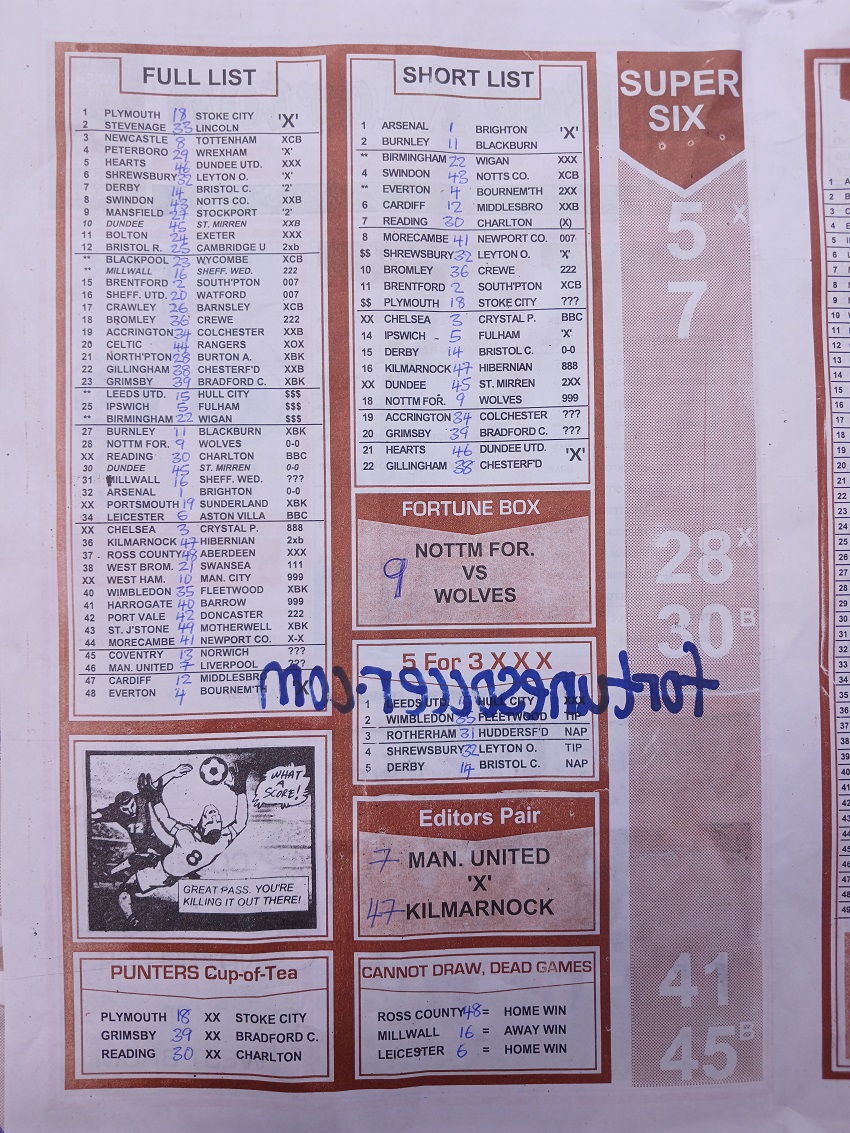 FULL LIST
1 PLYMOUTH 18 STOKE CITY 'X'
2 STEVENAGE 33 LINCOLN
3 NEWCASTLE 8 TOTTENHAM XCB
4 PETERBORO 29 WREXHAM 'X'
5 HEARTS 46 DUNDEE UTD. XXX
6 SHREWSBURY 32 LEYTON O. 'X'
7 DERBY 14 BRISTOL C. '2'
8 SWINDON 43 NOTTS CO. XXB
9 MANSFIELD 27 STOCKPORT '2'
10 DUNDEE 45 ST. MIRREN XXB
11 BOLTON 24 EXETER XXX
12 BRISTOL R. 25 CAMBRIDGE U 2xb
** BLACKPOOL 23 WYCOMBE XCB
** MILLWALL 16 SHEFF. WED. 222
15 BRENTFORD 2 SOUTH'PTON 007
16 SHEFF. UTD. 20 WATFORD 007
17 CRAWLEY 26 BARNSLEY XCB
18 BROMLEY 36 CREWE 222
19 ACCRINGTON 34 COLCHESTER XXB
20 CELTIC 44 RANGERS XOX
21 NORTH'PTON 28 BURTON A. XBK
22 GILLINGHAM 38 CHESTERF'D XXB
23 GRIMSBY 39 BRADFORD C. XBK
** LEEDS UTD. 15 HULL CITY $$$
25 IPSWICH 5 FULHAM $$$
** BIRMINGHAM 22 WIGAN $$$
27 BURNLEY 11 BLACKBURN XBK
28 NOTTM FOR. 9 WOLVES 0-0
XX READING 30 CHARLTON BBC
30 DUNDEE 45 ST. MIRREN 0-0
31 MILLWALL 16 SHEFF. WED. ???
32 ARSENAL 1 BRIGHTON 0-0
XX PORTSMOUTH 19 SUNDERLAND XBK
34 LEICESTER 6 ASTON VILLA BBC
XX CHELSEA 3 CRYSTAL P. 888
36 KILMARNOCK 47 HIBERNIAN 2xb
37 ROSS COUNTY 48 ABERDEEN XXX
38 WEST BROM. 21 SWANSEA 111
XX WEST HAM. 10 MAN. CITY 999
40 WIMBLEDON 35 FLEETWOOD XBK
41 HARROGATE 40 BARROW 999
42 PORT VALE 42 DONCASTER 222
43 ST. J'STONE 49 MOTHERWELL XBK
44 MORECAMBE 41 NEWPORT CO. X-X
45 COVENTRY 13 NORWICH ???
46 MAN. UNITED 7 LIVERPOOL ???
47 CARDIFF 12 MIDDLESBRO
48 EVERTON 4 BOURNEM'TH 'X'
WHAT A SCORE!
12
8
GREAT PASS. YOU'RE
KILLING IT OUT THERE!
PUNTERS Cup-of-Tea
PLYMOUTH 18 XX STOKE CITY
GRIMSBY 39 XX BRADFORD C.
READING 30 XX CHARLTON
SHORT LIST
1 ARSENAL 1 BRIGHTON 'X'
2 BURNLEY 11 BLACKBURN
** BIRMINGHAM 22 WIGAN XXX
4 SWINDON 43 NOTTS CO. XCB
** EVERTON 4 BOURNEM'TH 2XX
6 CARDIFF 12 MIDDLESBRO XXB
7 READING 30 CHARLTON (X)
8 MORECAMBE 41 NEWPORT CO. 007
$$ SHREWSBURY 32 LEYTON O. 'X'
10 BROMLEY 36 CREWE 222
11 BRENTFORD 2 SOUTH'PTON XCB
$$ PLYMOUTH 18 STOKE CITY ???
XX CHELSEA 3 CRYSTAL P. BBC
14 IPSWICH 5 FULHAM 'X'
15 DERBY 14 BRISTOL C. 0-0
16 KILMARNOCK 47 HIBERNIAN 888
XX DUNDEE 45 ST. MIRREN 2XX
18 NOTTM FOR. 9 WOLVES 999
19 ACCRINGTON 34 COLCHESTER ???
20 GRIMSBY 39 BRADFORD C. ???
21 HEARTS 46 DUNDEE UTD. 'X'
22 GILLINGHAM 38 CHESTERF'D
FORTUNE BOX
NOTTM FOR.
9 VS
WOLVES
5 For 3 X X X
fortunesoccer.com
1 LEEDS UTD. HULL CITY XXX
2 WIMBLEDON 35 FLEETWOOD TIP
3 ROTHERHAM 31 HUDDERSF'D NAP
4 SHREWSBURY 32 LEYTON O. TIP
5 DERBY 14 BRISTOL C. NAP
Editors Pair
7 MAN. UNITED
'X'
47 KILMARNOCK
CANNOT DRAW, DEAD GAMES
ROSS COUNTY 48 = HOME WIN
MILLWALL 16 = AWAY WIN
LEICESTER 6 = HOME WIN
SUPER
SIX
5 X
7
28 X
30 B
41
45 B